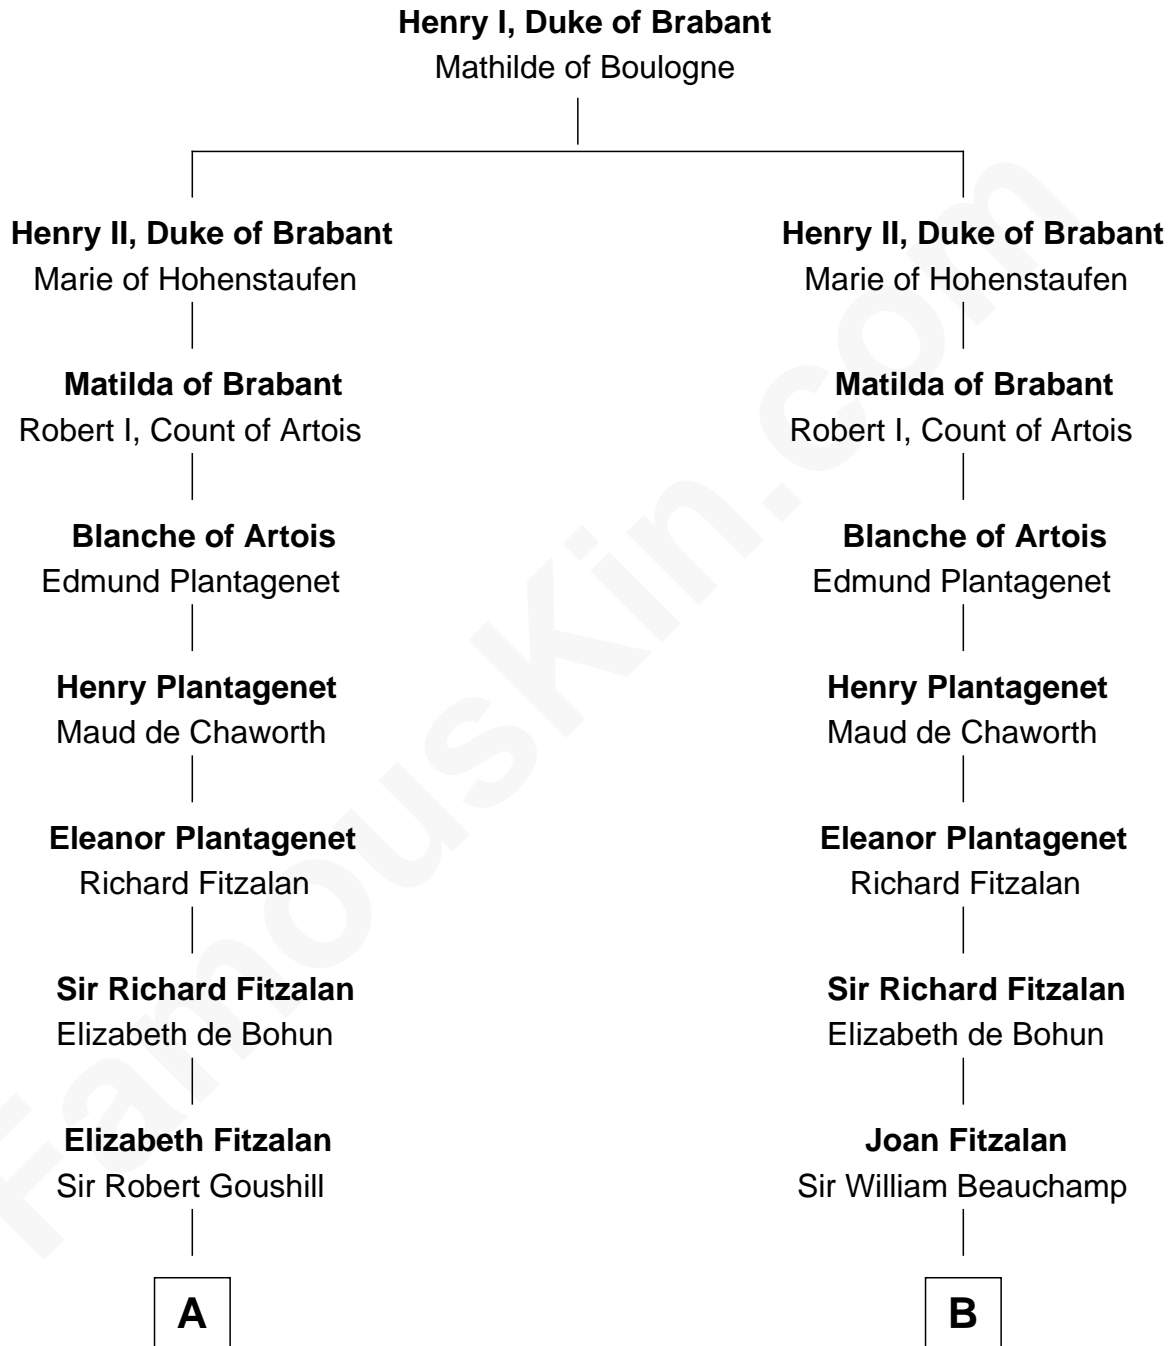 Henry I, Duke of Brabant
Mathilde of Boulogne
Henry II, Duke of Brabant
Marie of Hohenstaufen
Matilda of Brabant
Robert I, Count of Artois
Blanche of Artois
Edmund Plantagenet
Henry Plantagenet
Maud de Chaworth
Eleanor Plantagenet
Richard Fitzalan
Sir Richard Fitzalan
Elizabeth de Bohun
Elizabeth Fitzalan
Sir Robert Goushill
A
Henry II, Duke of Brabant
Marie of Hohenstaufen
Matilda of Brabant
Robert I, Count of Artois
Blanche of Artois
Edmund Plantagenet
Henry Plantagenet
Maud de Chaworth
Eleanor Plantagenet
Richard Fitzalan
Sir Richard Fitzalan
Elizabeth de Bohun
Joan Fitzalan
Sir William Beauchamp
B
FamousKin.com